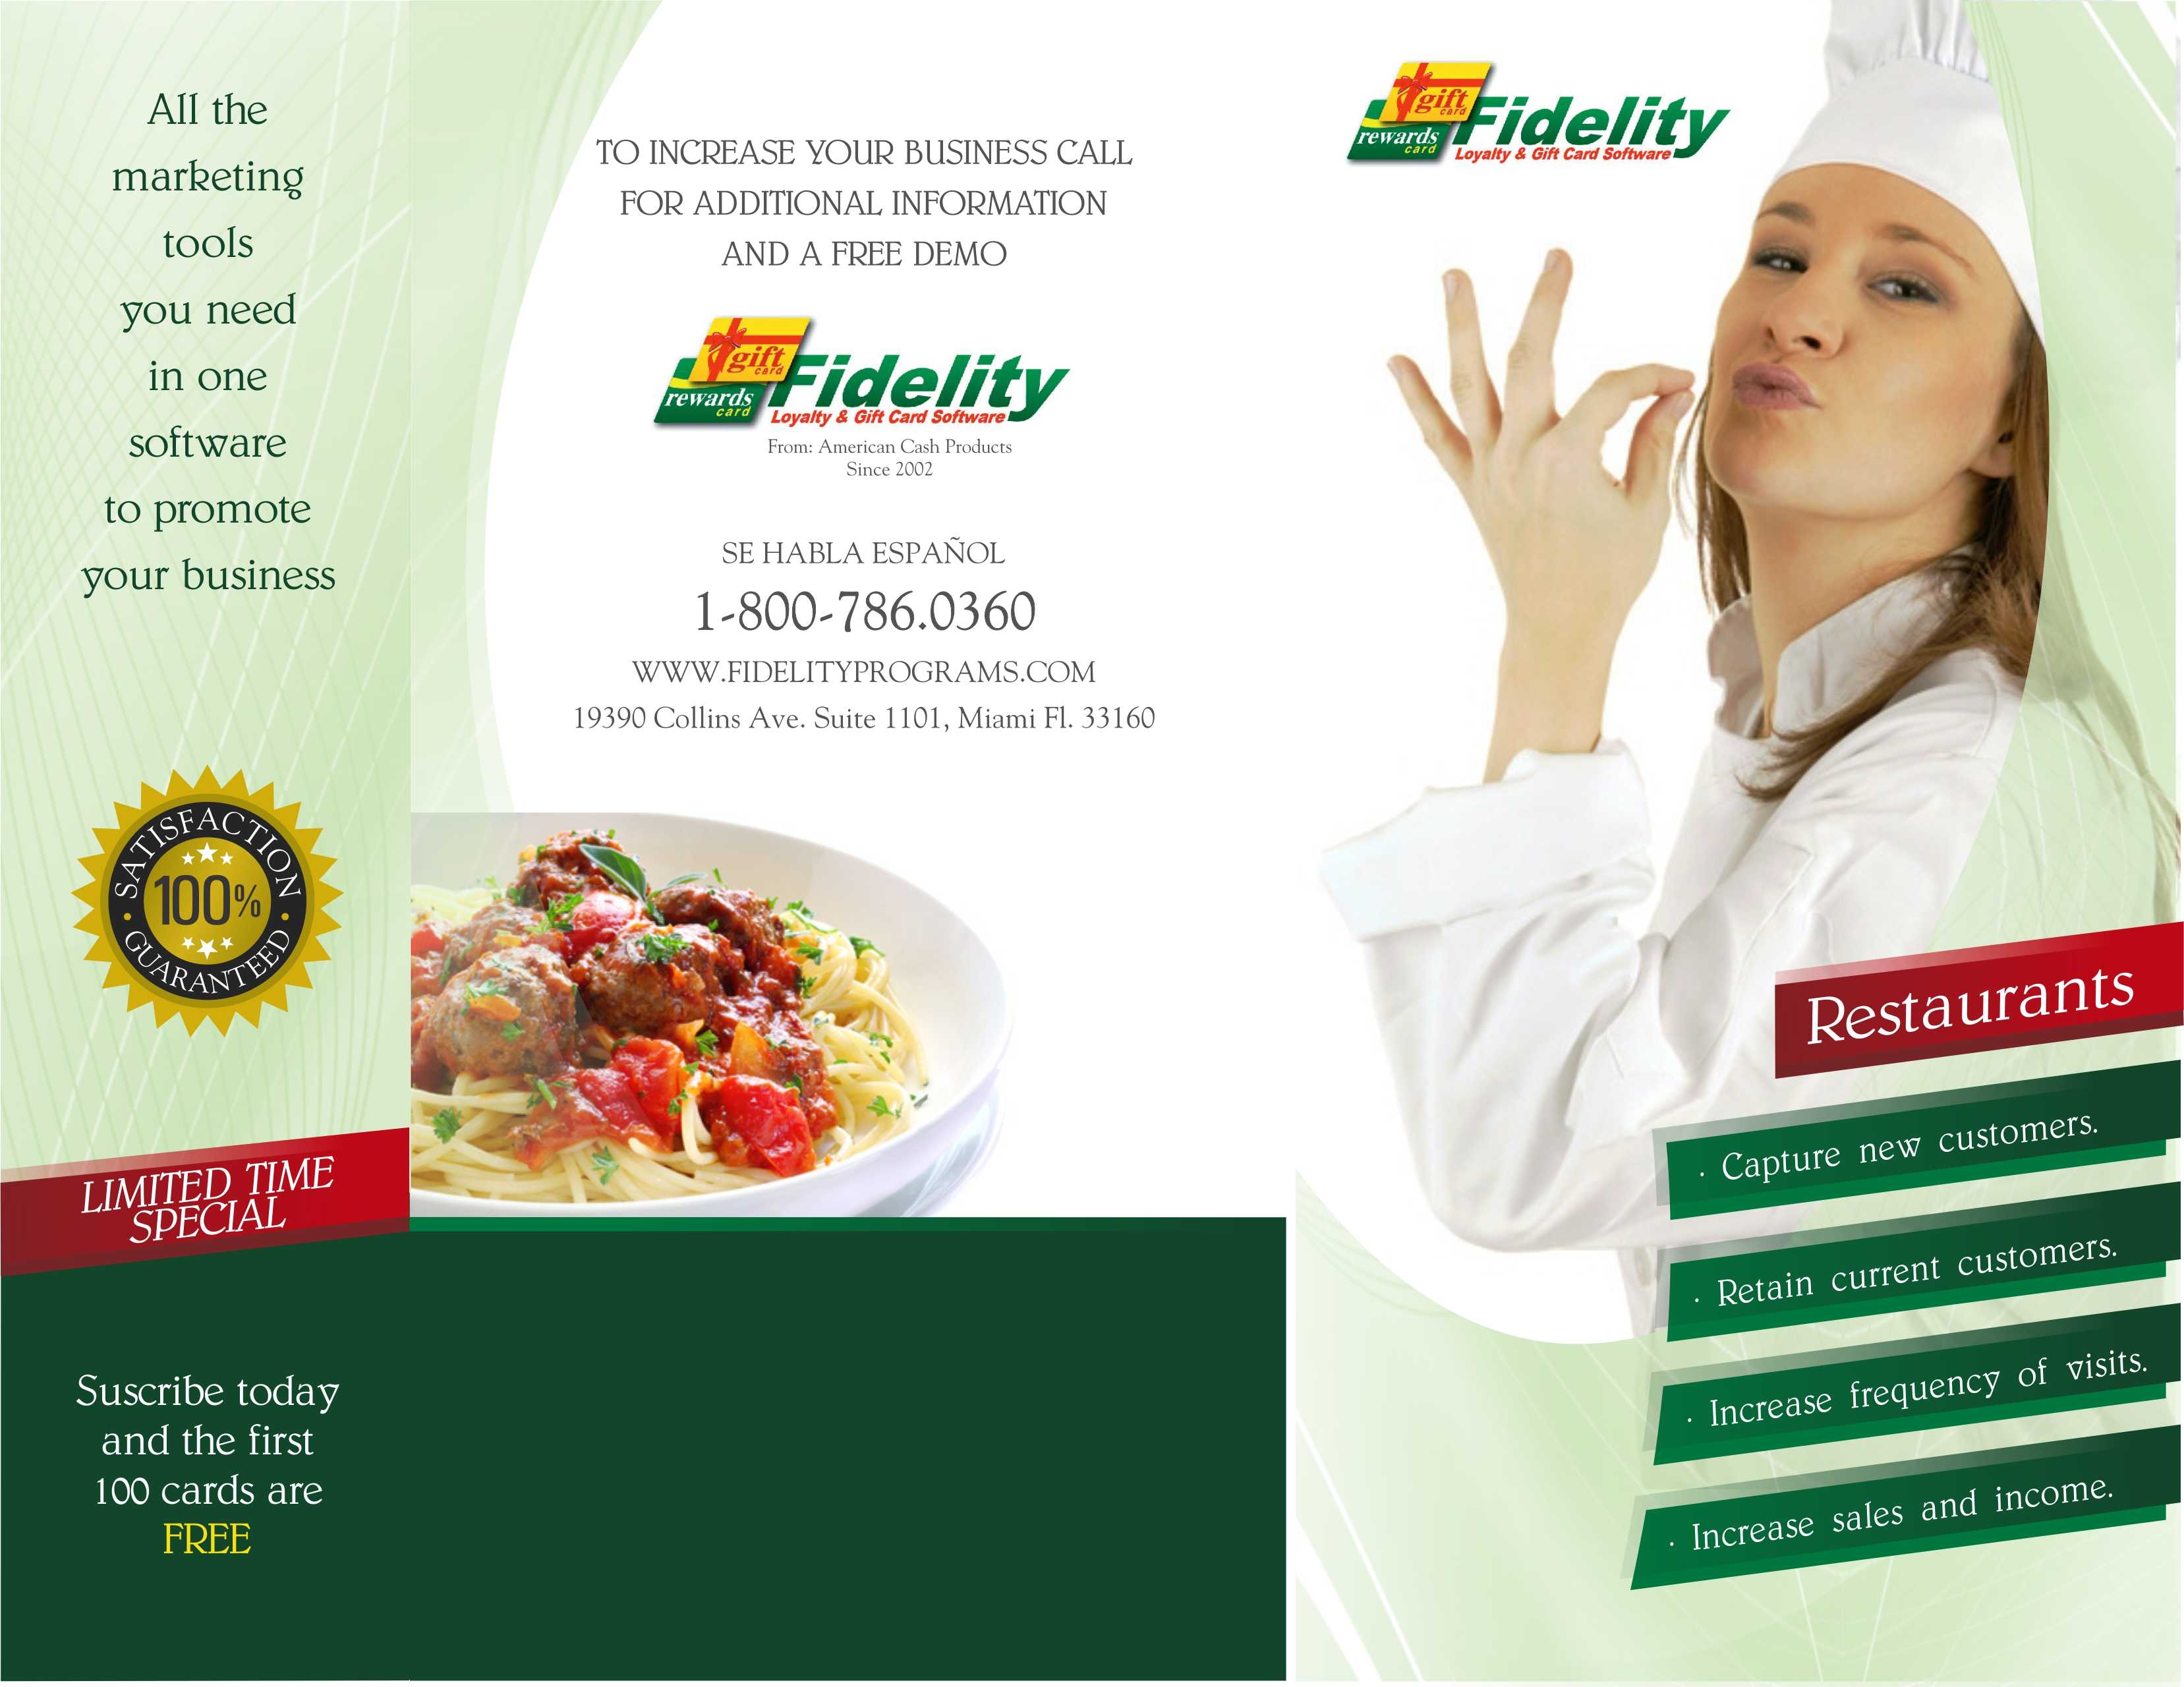 All the
marketing
tools
you need
in one
software
to promote
your business
SATISFACTION
100%
GUARANTEED
LIMITED TIME
SPECIAL
Suscribe today
and the first
100 cards are
FREE
TO INCREASE YOUR BUSINESS CALL
FOR ADDITIONAL INFORMATION
AND A FREE DEMO
gift
card
rewards
card
Fidelity
Loyalty & Gift Card Software
From: American Cash Products
Since 2002
SE HABLA ESPAÑOL
1-800-786.0360
WWW.FIDELITYPROGRAMS.COM
19390 Collins Ave. Suite 1101, Miami Fl. 33160
gift
card
rewards
card
Fidelity
Loyalty & Gift Card Software
Restaurants
· Capture new customers.
· Retain current customers.
· Increase frequency of visits.
· Increase sales and income.